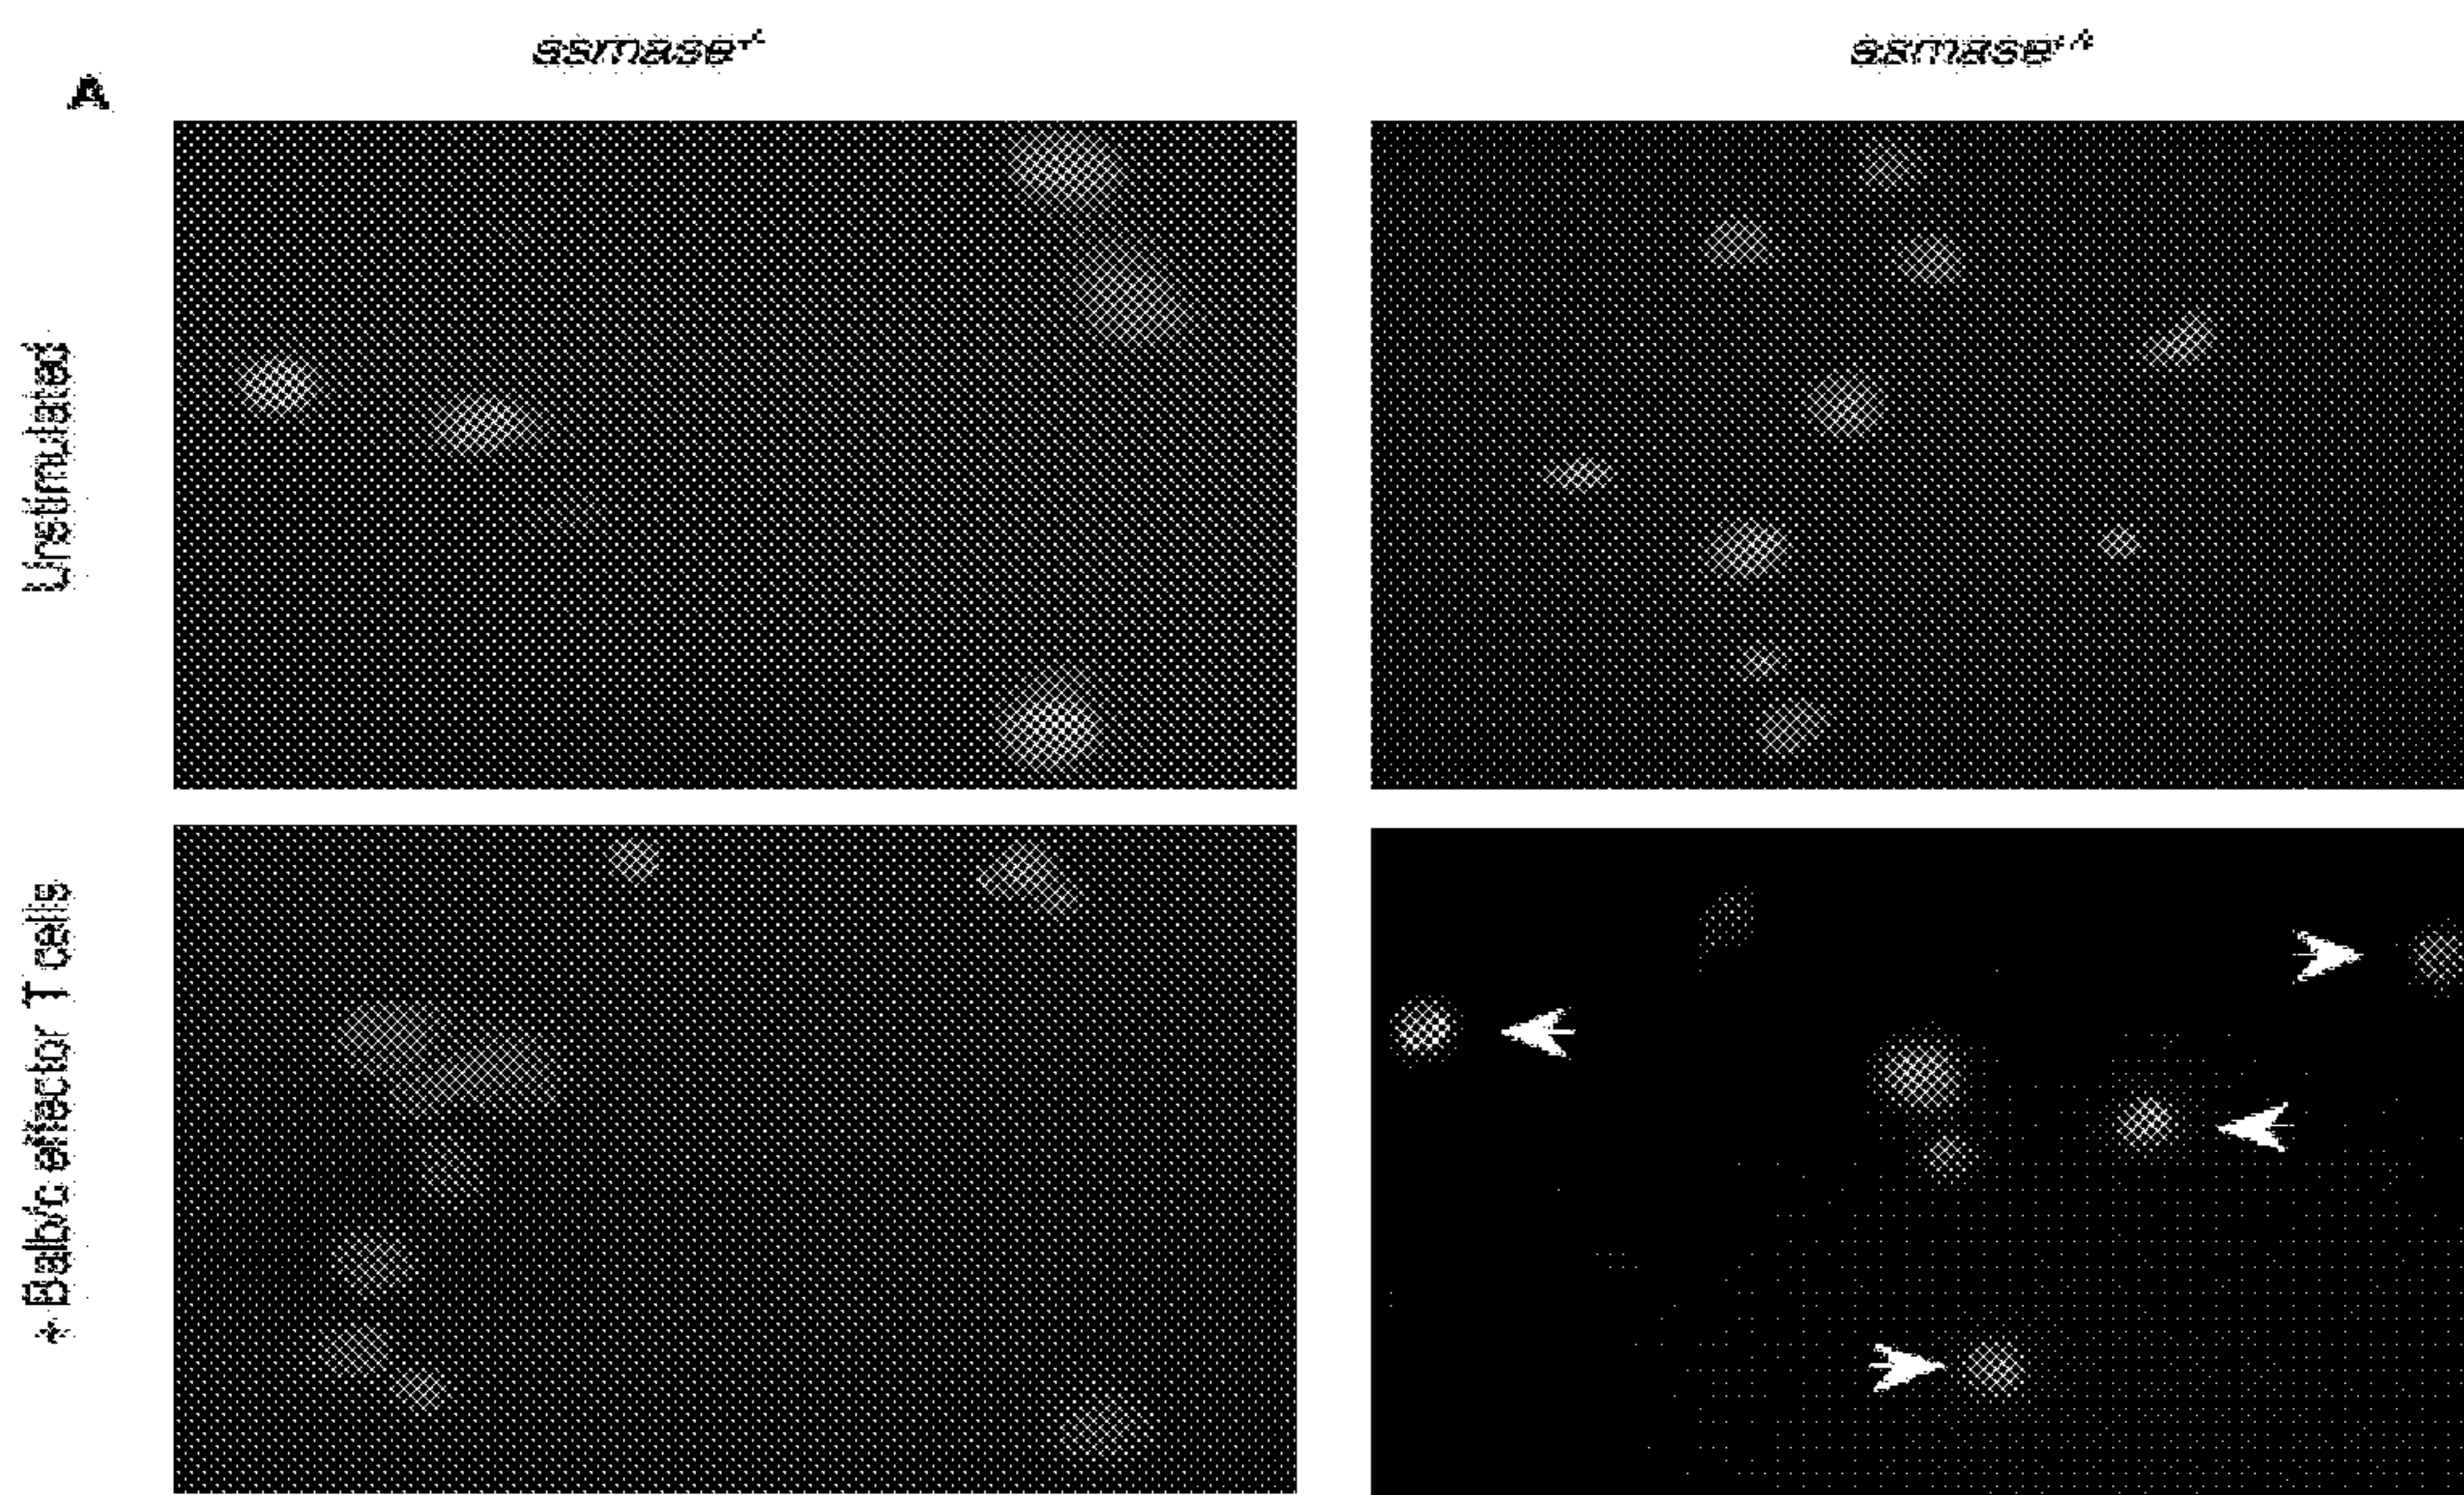 asmase-/-
asmase+/+
A
Unstimulated
+ Balb/c effector T cells